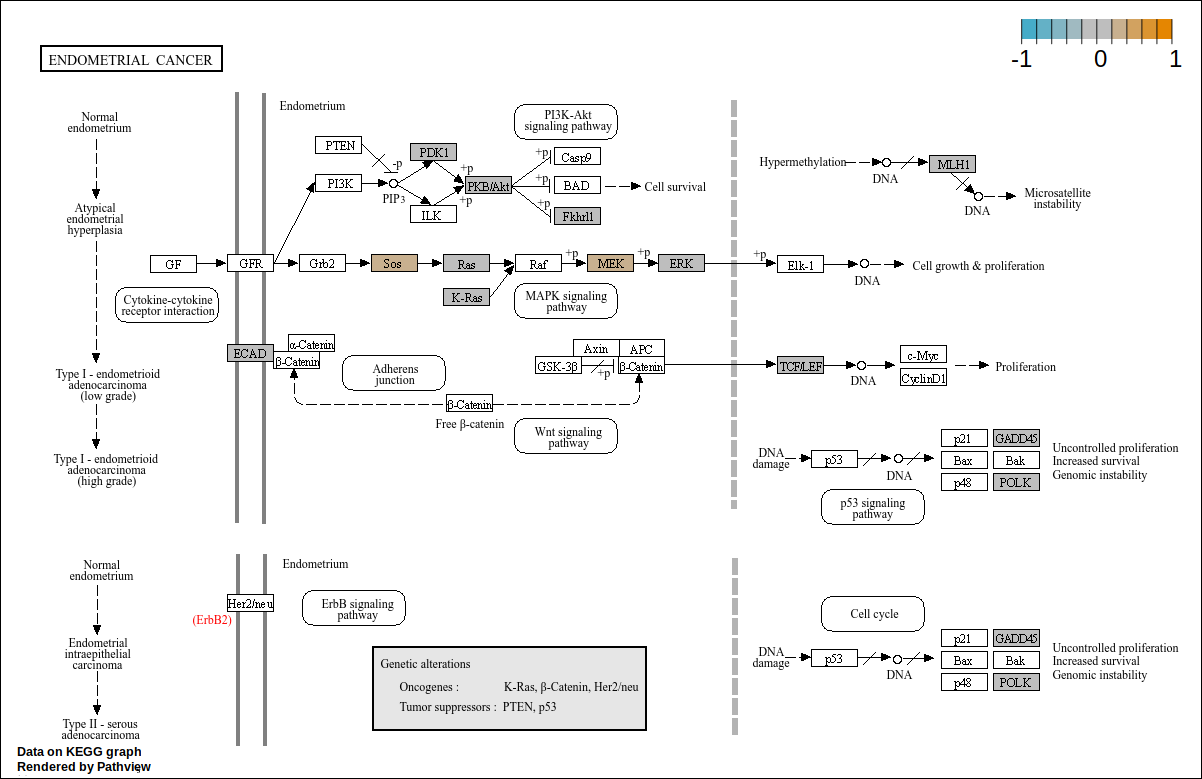 -1 0 1
ENDOMETRIAL CANCER
Normal
endometrium
Atypical
endometrial
hyperplasia
Type I - endometrioid
adenocarcinoma
(low grade)
Type I - endometrioid
adenocarcinoma
(high grade)
Endometrium
PTEN
PI3K
-p
PIP3
PDK1
ILK
+p
+p
PKB/Akt
PI3K-Akt
signaling pathway
+p
Casp9
+p
BAD
+p
Fkhrl1
Cell survival
Hypermethylation
DNA
MLH1
DNA
Microsatellite
instability
GF
GFR
Grb2
Sos
Ras
Raf
+p
MEK
+p
ERK
+p
Elk-1
DNA
Cell growth & proliferation
K-Ras
Cytokine-cytokine
receptor interaction
MAPK signaling
pathway
ECAD
α-Catenin
β-Catenin
Adherens
junction
Axin
APC
GSK-3β
+p
β-Catenin
β-Catenin
Free β-catenin
Wnt signaling
pathway
TCF/LEF
DNA
c-Myc
CyclinD1
Proliferation
DNA
damage
p53
DNA
p21
GADD45
Bax
Bak
p48
POLK
Uncontrolled proliferation
Increased survival
Genomic instability
p53 signaling
pathway
Normal
endometrium
Endometrial
intraepithelial
carcinoma
Type II - serous
adenocarcinoma
Endometrium
Her2/neu
(ErbB2)
ErbB signaling
pathway
Genetic alterations
Oncogenes : K-Ras, β-Catenin, Her2/neu
Tumor suppressors : PTEN, p53
Cell cycle
DNA
damage
p53
DNA
p21
GADD45
Bax
Bak
p48
POLK
Uncontrolled proliferation
Increased survival
Genomic instability
Data on KEGG graph
Rendered by Pathview